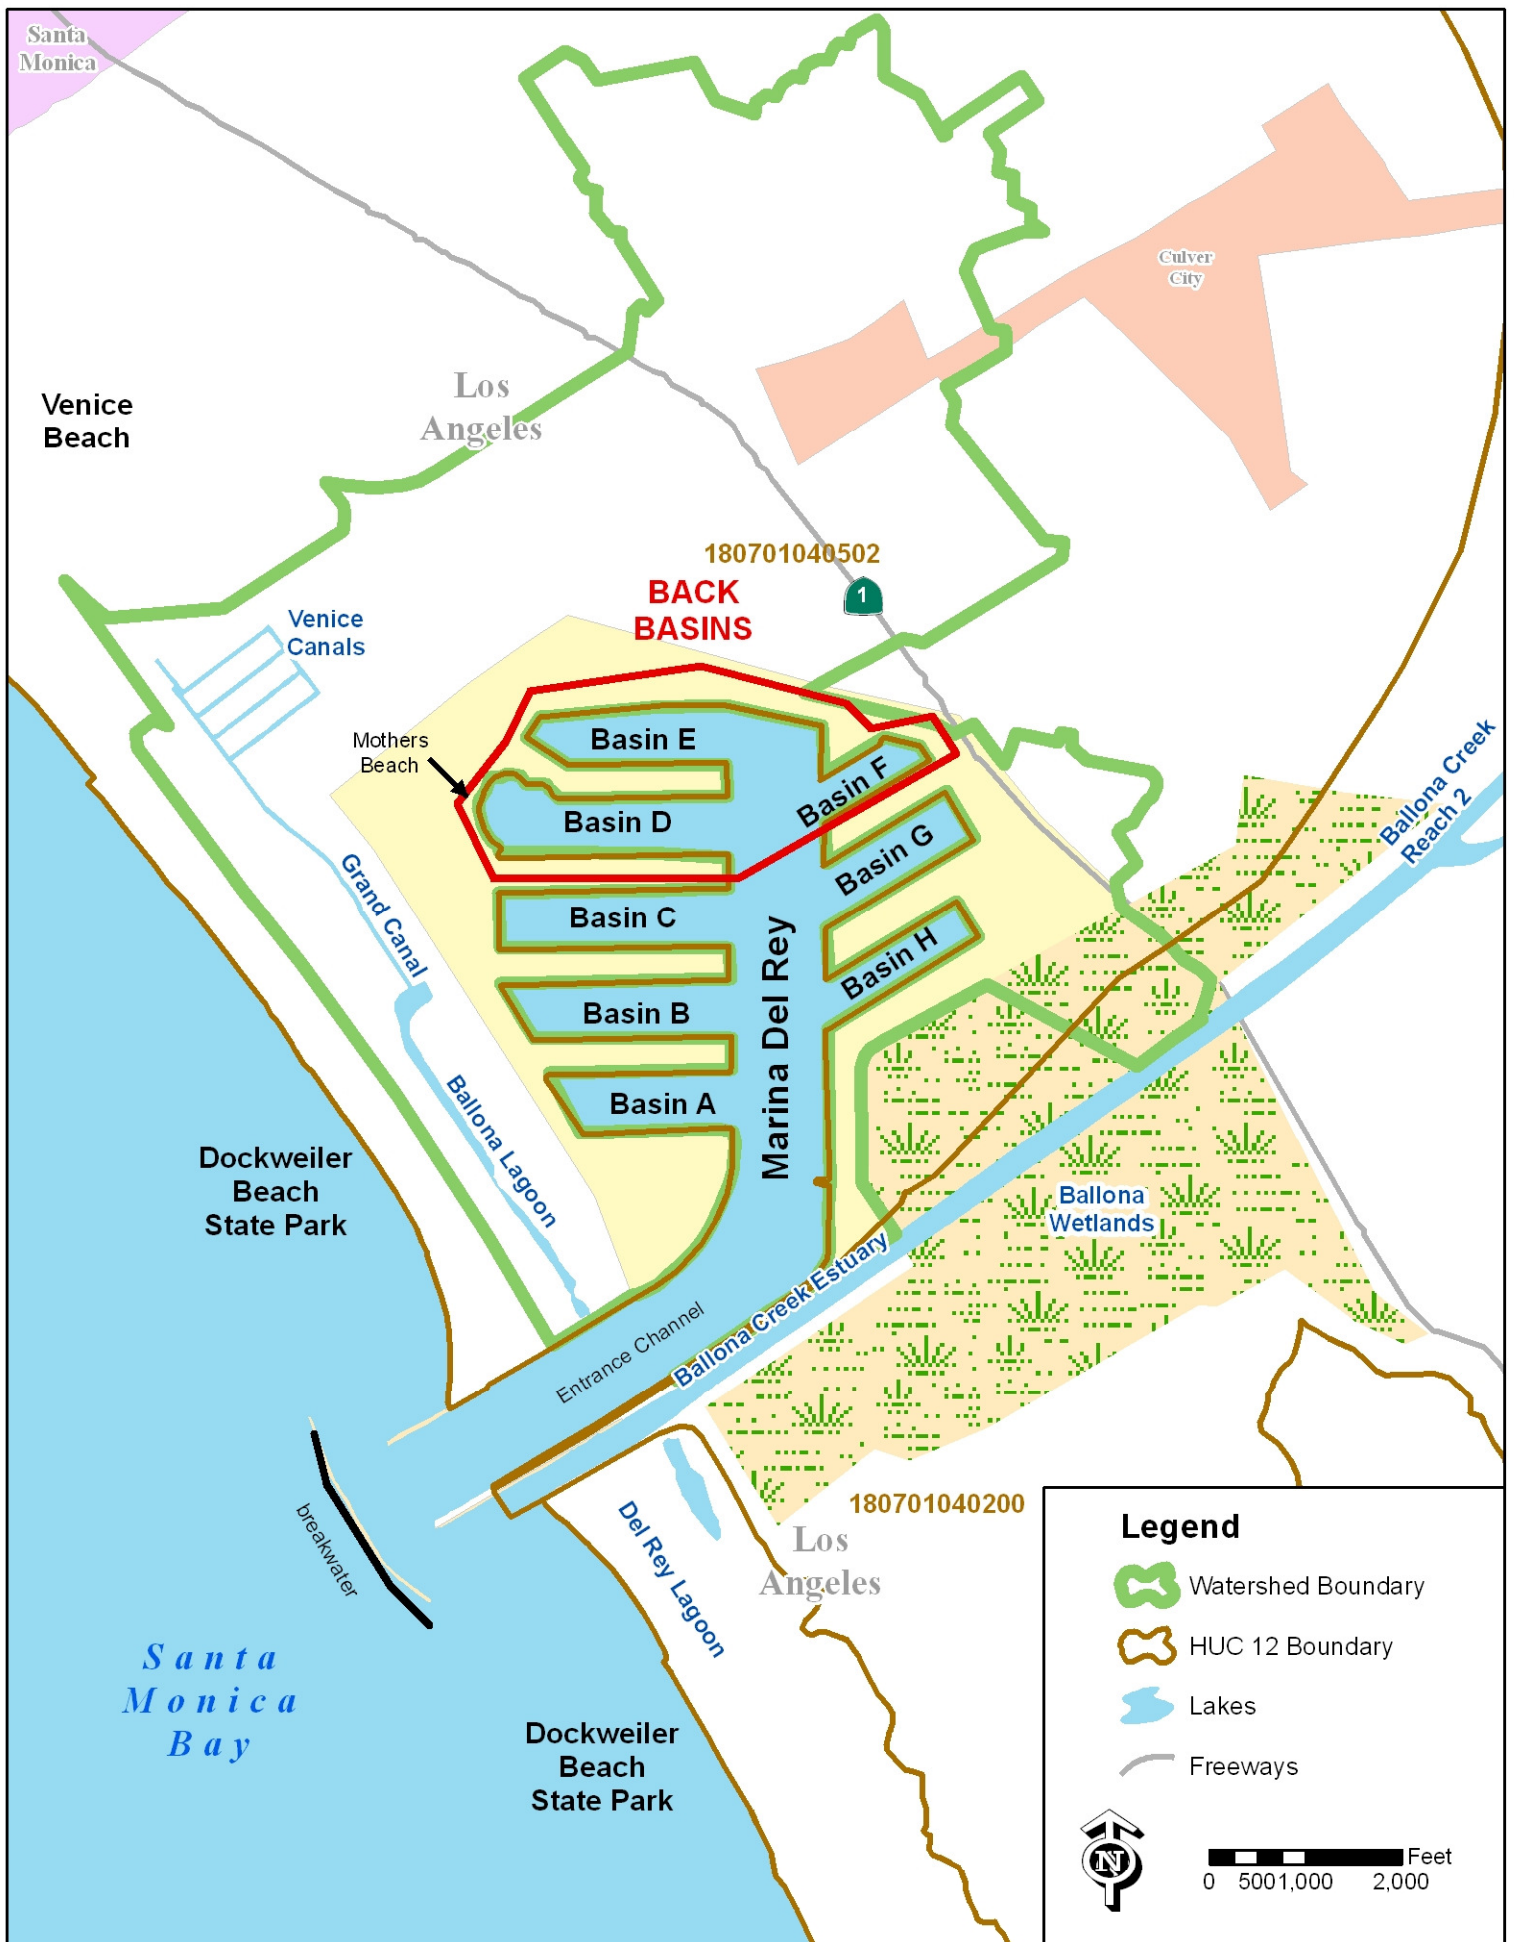 Santa
Monica
Culver
City
Los
Angeles
Venice
Beach
180701040502
BACK
BASINS
1
Venice
Canals
Mothers
Beach
Basin E
Basin F
Basin D
Basin G
Basin C
Basin H
Basin B
Basin A
Marina Del Rey
Grand Canal
Ballona Lagoon
Ballona Creek
Reach 2
Ballona
Wetlands
Dockweiler
Beach
State Park
Entrance Channel
Ballona Creek Estuary
breakwater
Del Rey Lagoon
180701040200
Los
Angeles
Santa
Monica
Bay
Dockweiler
Beach
State Park
Legend
Watershed Boundary
HUC 12 Boundary
Lakes
Freeways
N
Feet
0 500 1,000 2,000